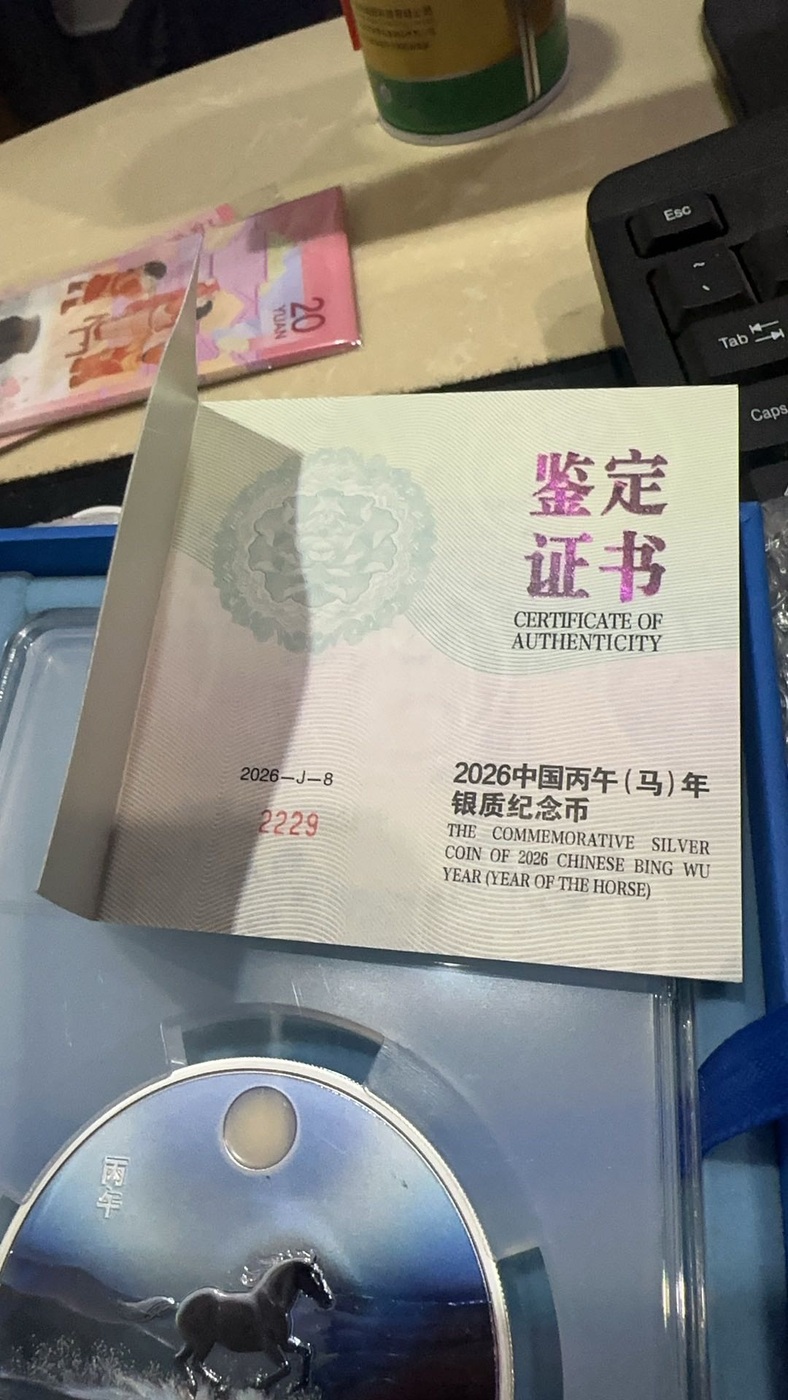 Esc
~
、
Tab
Caps
20
YUAN
鉴定
证书
CERTIFICATE OF
AUTHENTICITY
2026—J—8
2229
2026中国丙午(马)年
银质纪念币
THE COMMEMORATIVE SILVER
COIN OF 2026 CHINESE BING WU
YEAR (YEAR OF THE HORSE)
丙
午